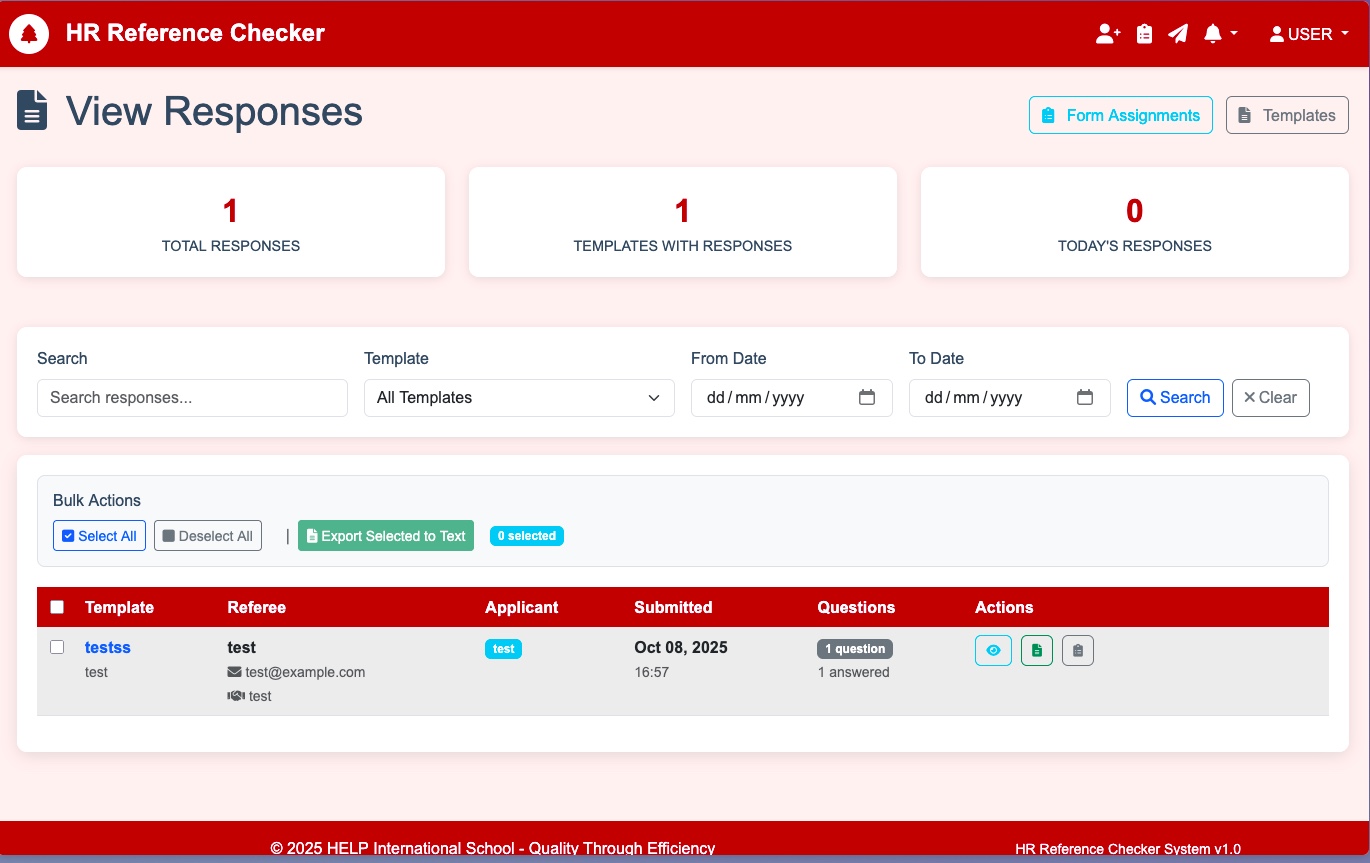 HR Reference Checker
USER
View Responses
Form Assignments
Templates
1
TOTAL RESPONSES
1
TEMPLATES WITH RESPONSES
0
TODAY'S RESPONSES
Search
Template
From Date
To Date
Search responses...
All Templates
dd/mm/yyyy
dd/mm/yyyy
Search
Clear
Bulk Actions
Select All
Deselect All
|
Export Selected to Text
0 selected
Template
Referee
Applicant
Submitted
Questions
Actions
testss
test
test
test@example.com
test
test
Oct 08, 2025
16:57
1 question
1 answered
© 2025 HELP International School - Quality Through Efficiency
HR Reference Checker System v1.0